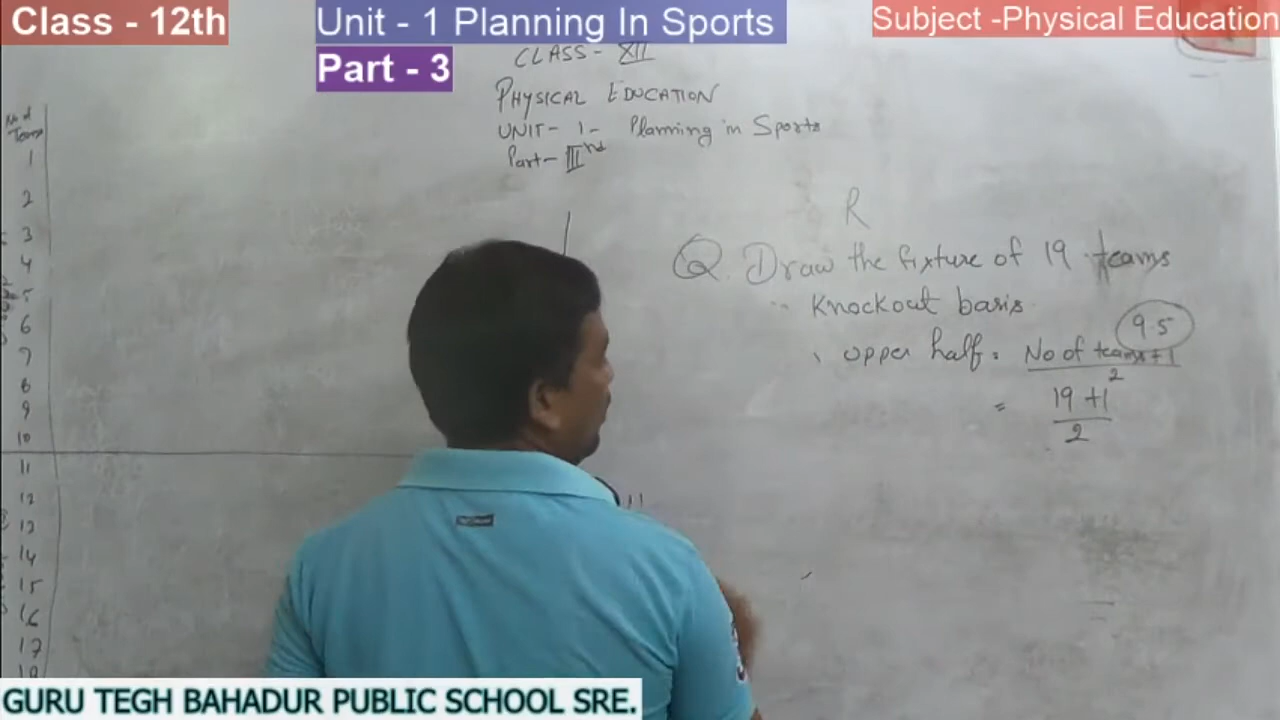 Class - 12th
Unit - 1 Planning In Sports
Subject -Physical Education
Part - 3
CLASS- XII
PHYSICAL EDUCATION
UNIT- 1- Planning in Sports
Part- III rd
No of
Teams
1
2
3
4
5
6
7
8
9
10
11
12
13
14
15
16
17
18
R
Q. Draw the fixture of 19 teams
Knockout basis
9.5
upper half = No of teams+1
2
= 19 +1
2
11
GURU TEGH BAHADUR PUBLIC SCHOOL SRE.